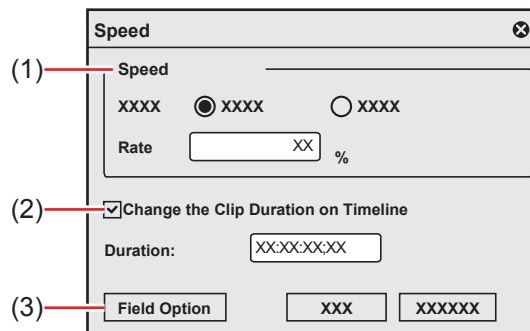 Speed
(1) Speed
XXXX XXXX XXXX
Rate XX %
(2) Change the Clip Duration on Timeline
Duration: XX:XX:XX;XX
(3) Field Option XXX XXXXXX